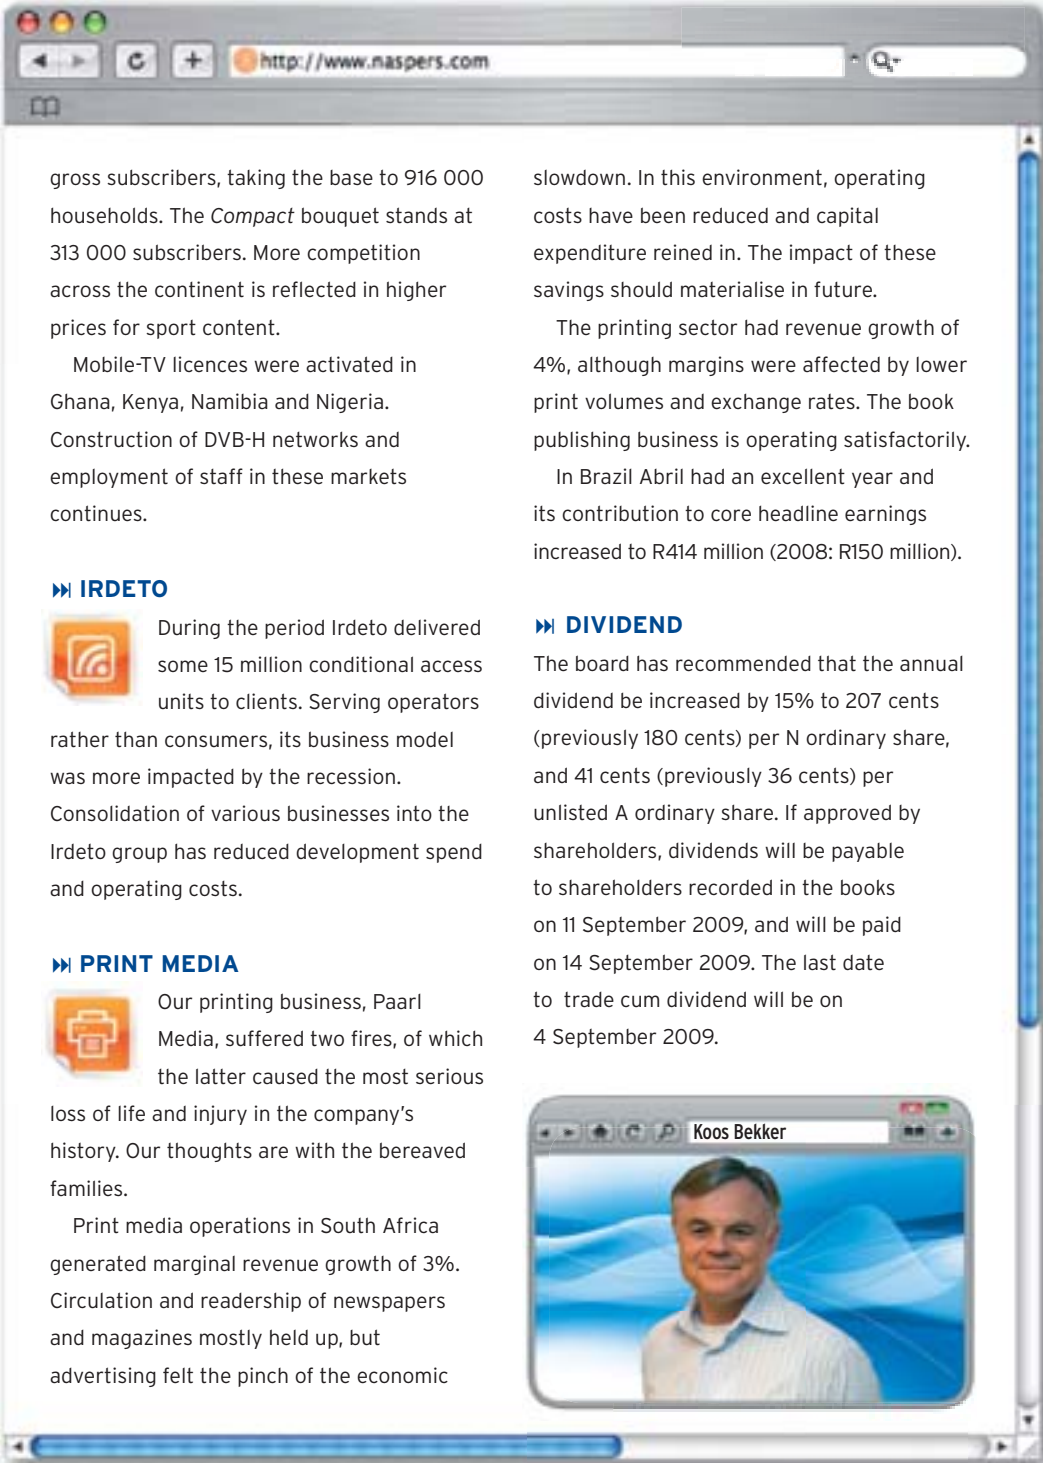 http://www.naspers.com
gross subscribers, taking the base to 916 000
households. The Compact bouquet stands at
313 000 subscribers. More competition
across the continent is reflected in higher
prices for sport content.
Mobile-TV licences were activated in
Ghana, Kenya, Namibia and Nigeria.
Construction of DVB-H networks and
employment of staff in these markets
continues.
IRDETO
During the period Irdeto delivered
some 15 million conditional access
units to clients. Serving operators
rather than consumers, its business model
was more impacted by the recession.
Consolidation of various businesses into the
Irdeto group has reduced development spend
and operating costs.
PRINT MEDIA
Our printing business, Paarl
Media, suffered two fires, of which
the latter caused the most serious
loss of life and injury in the company's
history. Our thoughts are with the bereaved
families.
Print media operations in South Africa
generated marginal revenue growth of 3%.
Circulation and readership of newspapers
and magazines mostly held up, but
advertising felt the pinch of the economic
slowdown. In this environment, operating
costs have been reduced and capital
expenditure reined in. The impact of these
savings should materialise in future.
The printing sector had revenue growth of
4%, although margins were affected by lower
print volumes and exchange rates. The book
publishing business is operating satisfactorily.
In Brazil Abril had an excellent year and
its contribution to core headline earnings
increased to R414 million (2008: R150 million).
DIVIDEND
The board has recommended that the annual
dividend be increased by 15% to 207 cents
(previously 180 cents) per N ordinary share,
and 41 cents (previously 36 cents) per
unlisted A ordinary share. If approved by
shareholders, dividends will be payable
to shareholders recorded in the books
on 11 September 2009, and will be paid
on 14 September 2009. The last date
to trade cum dividend will be on
4 September 2009.
Koos Bekker